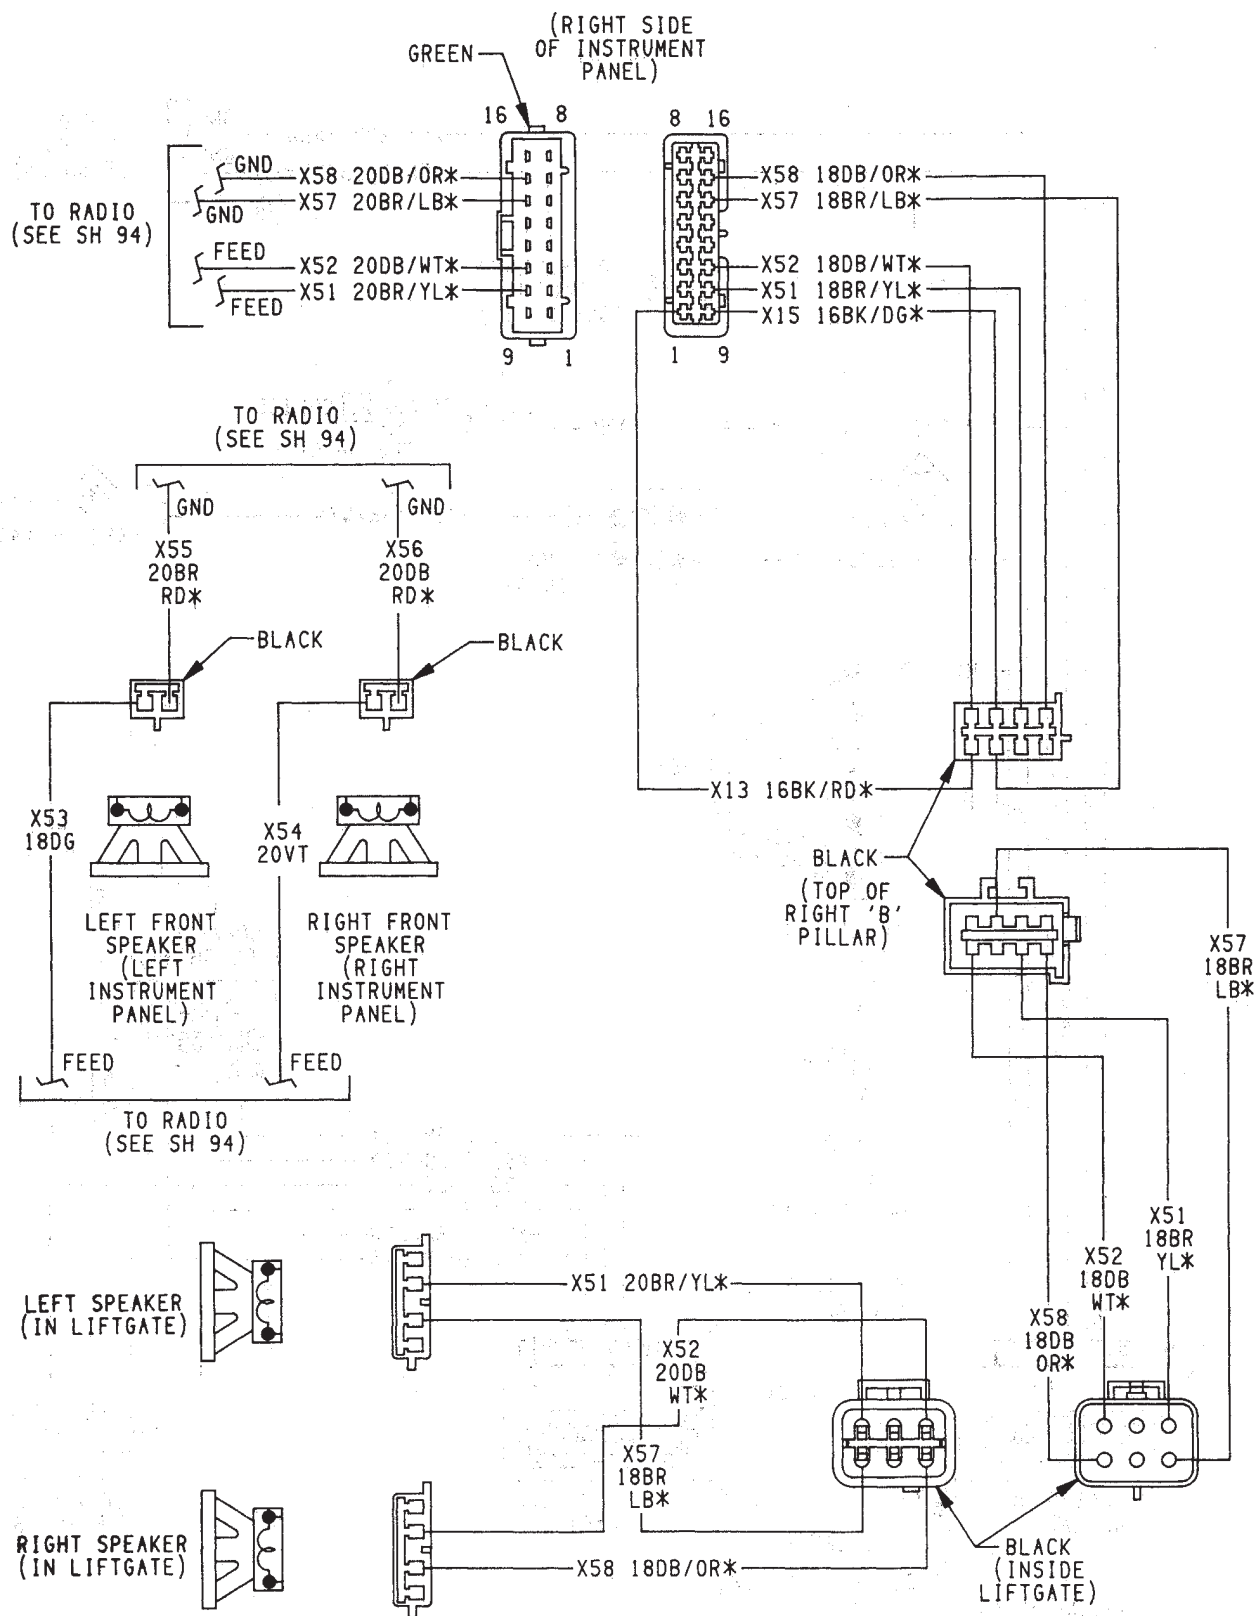 (RIGHT SIDE
OF INSTRUMENT
PANEL)
GREEN
16 8
8 16
GND
X58 20DB/OR*
X57 20BR/LB*
GND
TO RADIO
(SEE SH 94)
FEED
X52 20DB/WT*
X51 20BR/YL*
FEED
X58 18DB/OR*
X57 18BR/LB*
X52 18DB/WT*
X51 18BR/YL*
X15 16BK/DG*
9 1
1 9
TO RADIO
(SEE SH 94)
GND
GND
X55
20BR
RD*
X56
20DB
RD*
BLACK
BLACK
X13 16BK/RD*
X53
18DG
X54
20VT
BLACK
(TOP OF
RIGHT 'B'
PILLAR)
LEFT FRONT
SPEAKER
(LEFT
INSTRUMENT
PANEL)
RIGHT FRONT
SPEAKER
(RIGHT
INSTRUMENT
PANEL)
X57
18BR
LB*
FEED
FEED
TO RADIO
(SEE SH 94)
X51
18BR
YL*
X52
18DB
WT*
X58
18DB
OR*
LEFT SPEAKER
(IN LIFTGATE)
X51 20BR/YL*
X52
20DB
WT*
X57
18BR
LB*
RIGHT SPEAKER
(IN LIFTGATE)
X58 18DB/OR*
BLACK
(INSIDE
LIFTGATE)